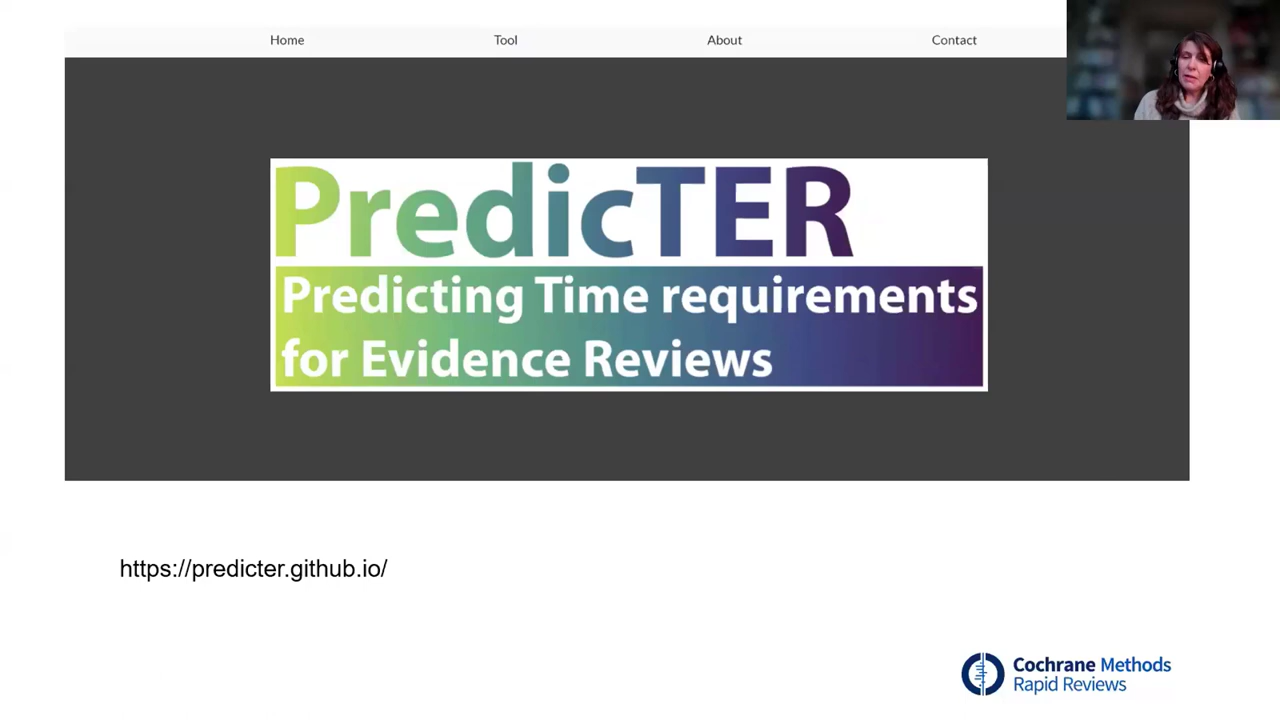 Home Tool About Contact
PredicTER
Predicting Time requirements
for Evidence Reviews
https://predicter.github.io/
Cochrane Methods
Rapid Reviews